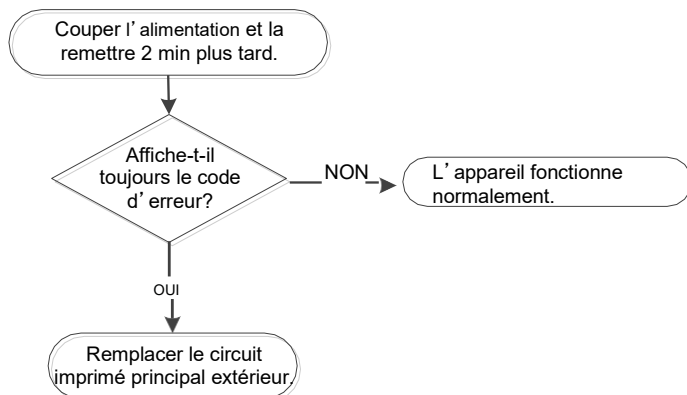 Couper l’alimentation et la
remettre 2 min plus tard.
Affiche-t-il
toujours le code
d’erreur?
NON
L’appareil fonctionne
normalement.
OUI
Remplacer le circuit
imprimé principal extérieur.